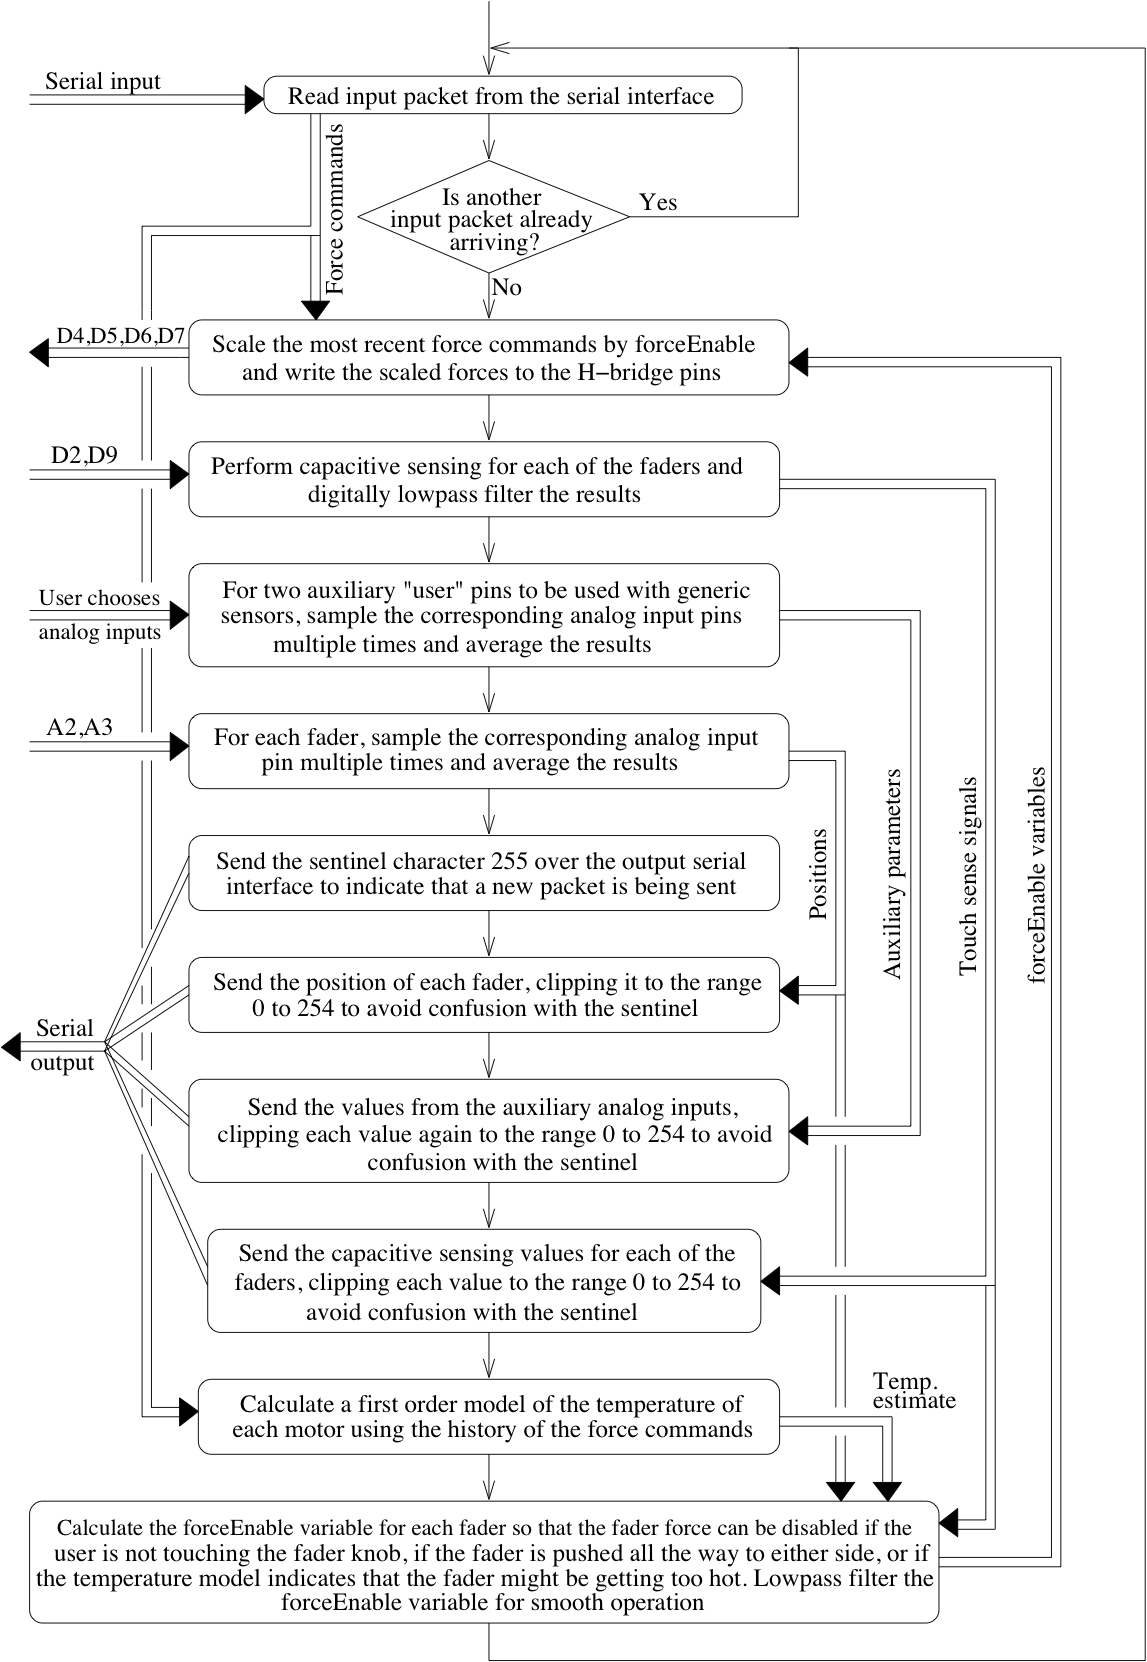 Serial input
Read input packet from the serial interface
Force commands
Is another
input packet already
arriving?
Yes
No
D4,D5,D6,D7
Scale the most recent force commands by forceEnable
and write the scaled forces to the H−bridge pins
D2,D9
Perform capacitive sensing for each of the faders and
digitally lowpass filter the results
User chooses
analog inputs
For two auxiliary "user" pins to be used with generic
sensors, sample the corresponding analog input pins
multiple times and average the results
A2,A3
For each fader, sample the corresponding analog input
pin multiple times and average the results
Positions
Auxiliary parameters
Touch sense signals
forceEnable variables
Send the sentinel character 255 over the output serial
interface to indicate that a new packet is being sent
Send the position of each fader, clipping it to the range
0 to 254 to avoid confusion with the sentinel
Serial
output
Send the values from the auxiliary analog inputs,
clipping each value again to the range 0 to 254 to avoid
confusion with the sentinel
Send the capacitive sensing values for each of the
faders, clipping each value to the range 0 to 254 to
avoid confusion with the sentinel
Temp.
estimate
Calculate a first order model of the temperature of
each motor using the history of the force commands
Calculate the forceEnable variable for each fader so that the fader force can be disabled if the
user is not touching the fader knob, if the fader is pushed all the way to either side, or if
the temperature model indicates that the fader might be getting too hot. Lowpass filter the
forceEnable variable for smooth operation